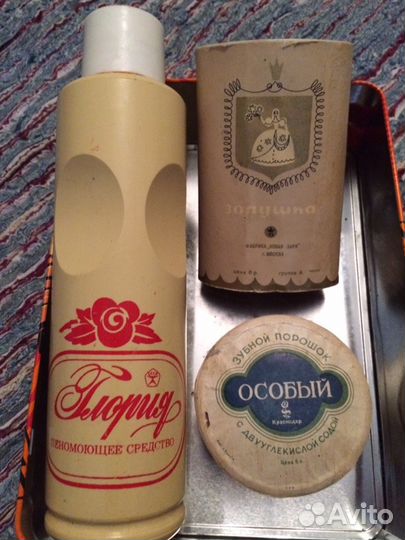 Глория
ПЕНОМОЮЩЕЕ СРЕДСТВО
золушка
ФАБРИКА „НОВАЯ ЗАРЯ"
г. МОСКВА
ЗУБНОЙ ПОРОШОК
ОСОБЫЙ
Краснодар
С ДВУУГЛЕКИСЛОЙ СОДОЙ
Avito